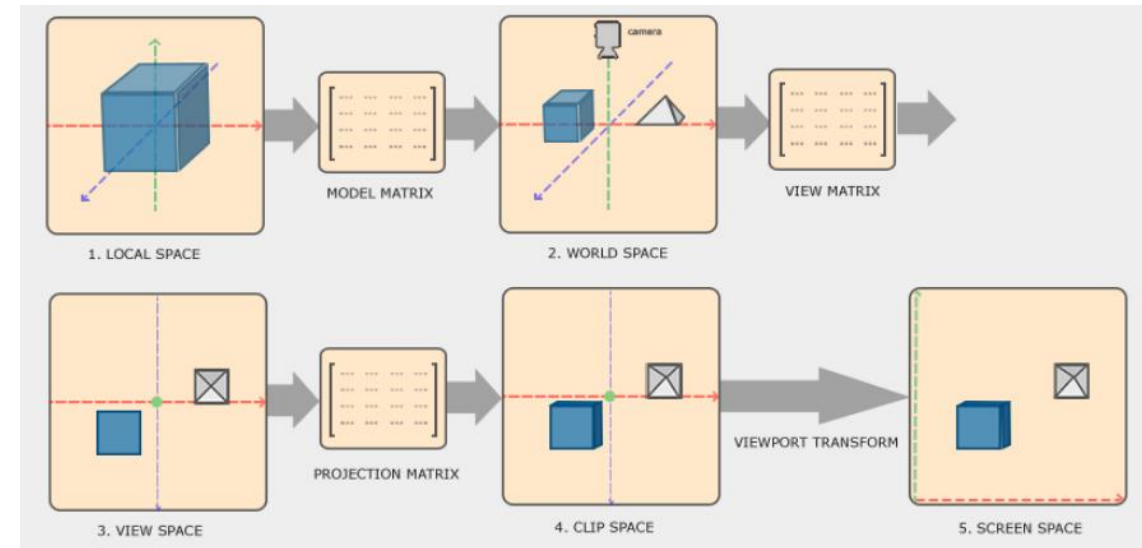 camera
MODEL MATRIX
VIEW MATRIX
1. LOCAL SPACE
2. WORLD SPACE
PROJECTION MATRIX
VIEWPORT TRANSFORM
3. VIEW SPACE
4. CLIP SPACE
5. SCREEN SPACE